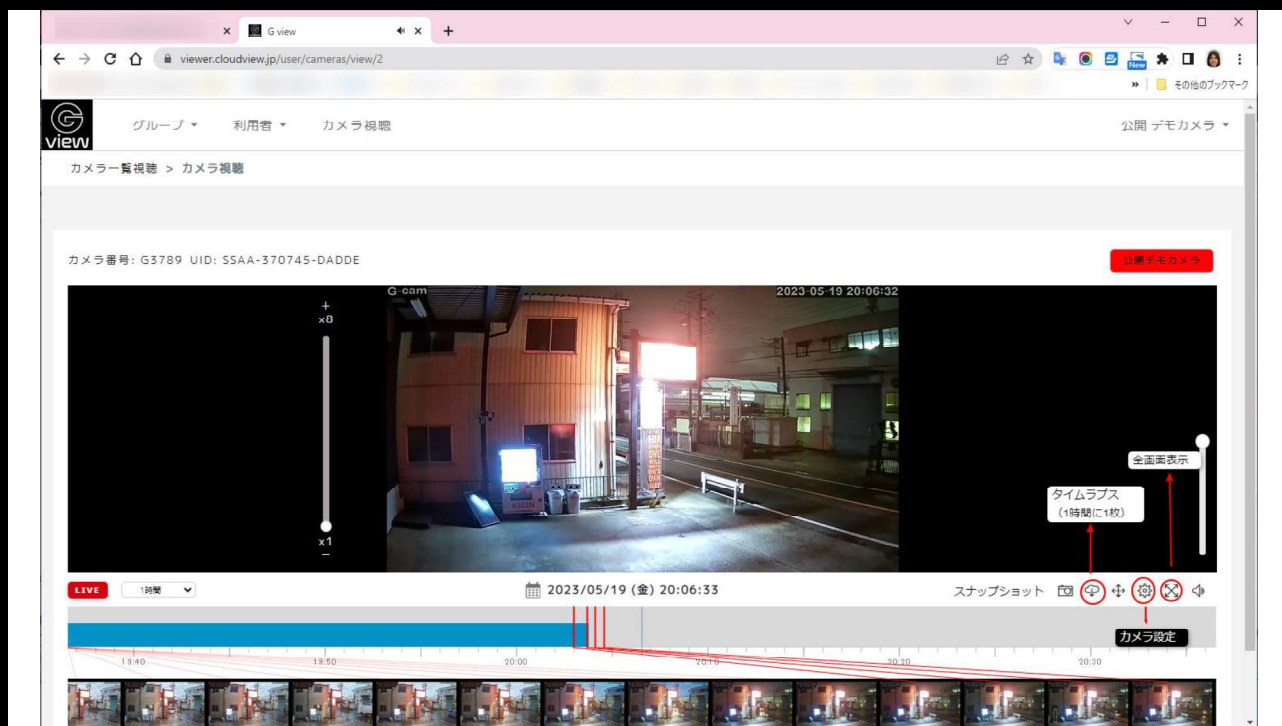 G view
viewer.cloudview.jp/user/cameras/view/2
New
» その他のブックマーク
G view
グループ 利用者 カメラ視聴
公開 デモカメラ
カメラ一覧視聴 > カメラ視聴
カメラ番号: G3789 UID: SSAA-370745-DADDE
公開デモカメラ
G-cam
2023-05-19 20:06:32
+
x8
x1
−
KIRIN
全画面表示
タイムラプス
(1時間に1枚)
LIVE
1時間
2023/05/19 (金) 20:06:33
スナップショット
カメラ設定
19:40 19:50 20:00 20:10 20:20 20:30